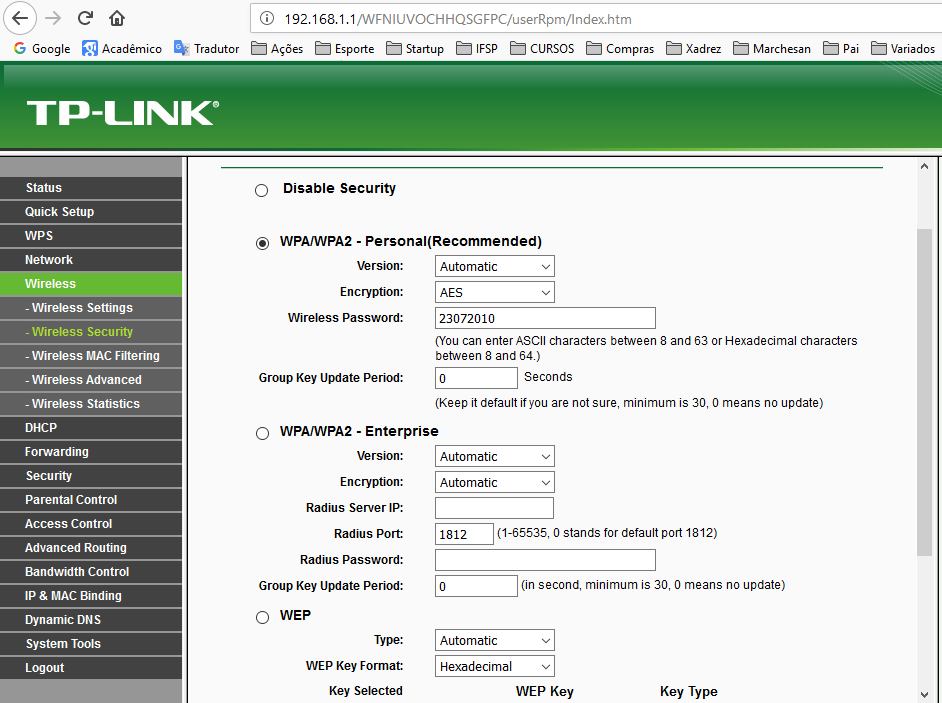 192.168.1.1/WFNIUVOCHHQSGFPC/userRpm/Index.htm
Google Acadêmico Tradutor Ações Esporte Startup IFSP CURSOS Compras Xadrez Marchesan Pai Variados
TP-LINK®
Status
Quick Setup
WPS
Network
Wireless
- Wireless Settings
- Wireless Security
- Wireless MAC Filtering
- Wireless Advanced
- Wireless Statistics
DHCP
Forwarding
Security
Parental Control
Access Control
Advanced Routing
Bandwidth Control
IP & MAC Binding
Dynamic DNS
System Tools
Logout
Disable Security
WPA/WPA2 - Personal(Recommended)
Version: Automatic
Encryption: AES
Wireless Password: 23072010
(You can enter ASCII characters between 8 and 63 or Hexadecimal characters
between 8 and 64.)
Group Key Update Period: 0 Seconds
(Keep it default if you are not sure, minimum is 30, 0 means no update)
WPA/WPA2 - Enterprise
Version: Automatic
Encryption: Automatic
Radius Server IP:
Radius Port: 1812 (1-65535, 0 stands for default port 1812)
Radius Password:
Group Key Update Period: 0 (in second, minimum is 30, 0 means no update)
WEP
Type: Automatic
WEP Key Format: Hexadecimal
Key Selected WEP Key Key Type